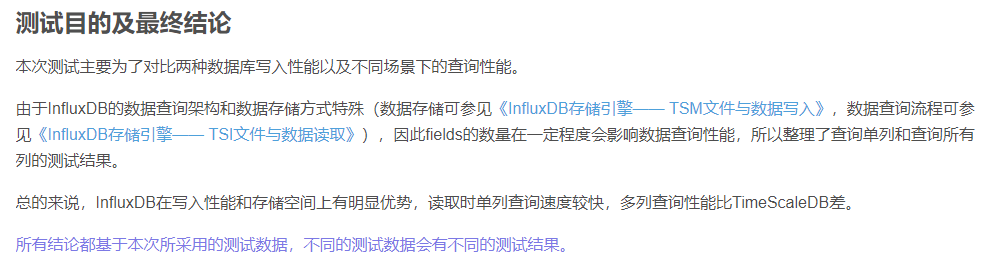 测试目的及最终结论
本次测试主要为了对比两种数据库写入性能以及不同场景下的查询性能。
由于InfluxDB的数据查询架构和数据存储方式特殊（数据存储可参见《InfluxDB存储引擎—— TSM文件与数据写入》，数据查询流程可参
见《InfluxDB存储引擎—— TSI文件与数据读取》），因此fields的数量在一定程度会影响数据查询性能，所以整理了查询单列和查询所有
列的测试结果。
总的来说，InfluxDB在写入性能和存储空间上有明显优势，读取时单列查询速度较快，多列查询性能比TimeScaleDB差。
所有结论都基于本次所采用的测试数据，不同的测试数据会有不同的测试结果。